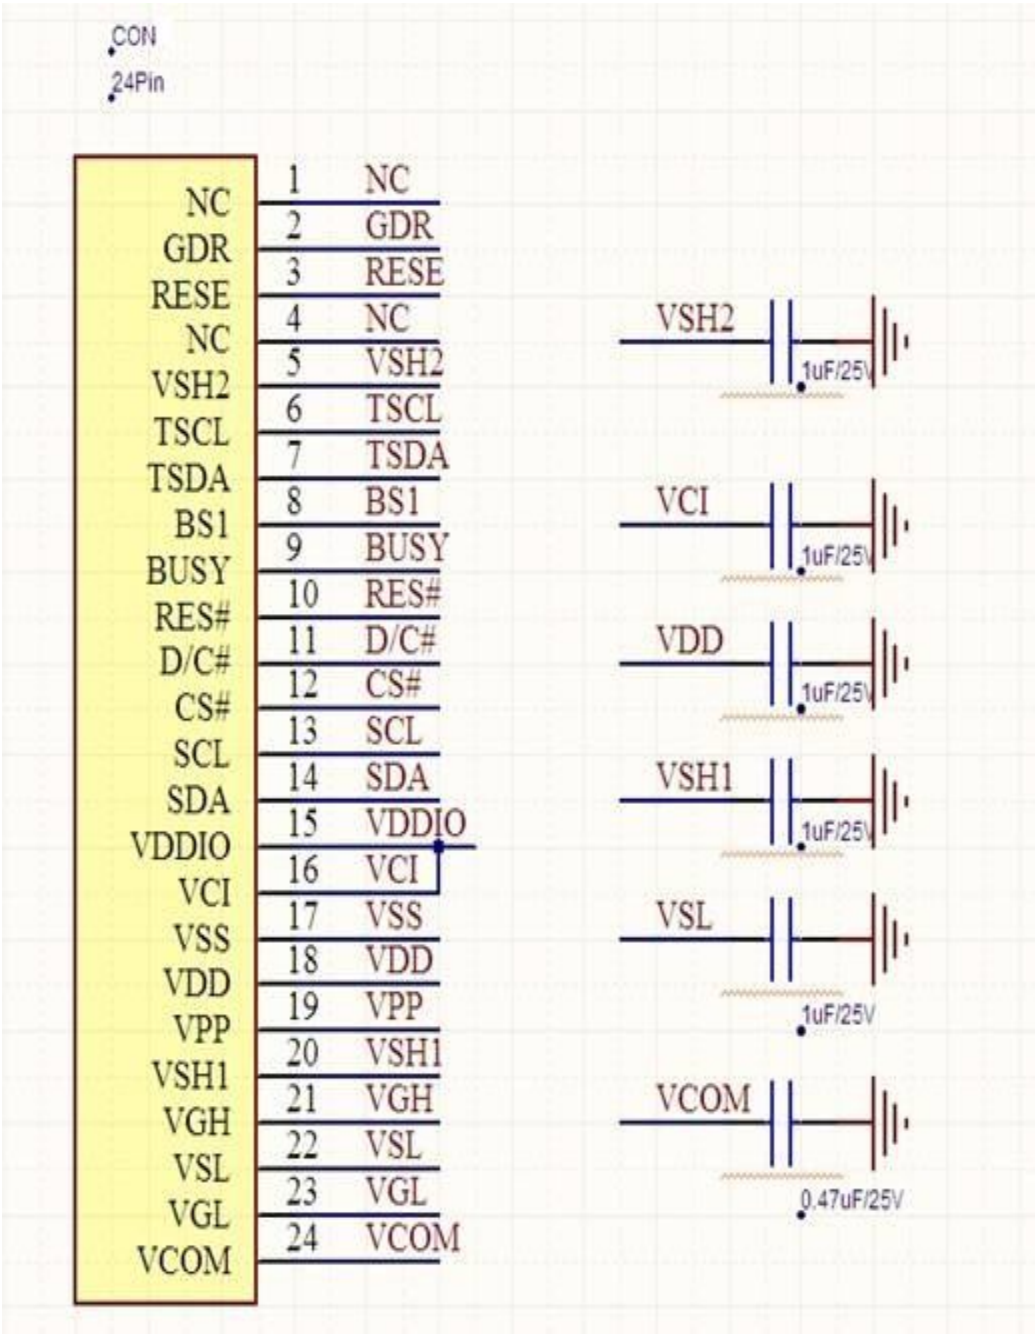 CON
24Pin
NC 1 NC
GDR 2 GDR
RESE 3 RESE
NC 4 NC
VSH2 5 VSH2
TSCL 6 TSCL
TSDA 7 TSDA
BS1 8 BS1
BUSY 9 BUSY
RES# 10 RES#
D/C# 11 D/C#
CS# 12 CS#
SCL 13 SCL
SDA 14 SDA
VDDIO 15 VDDIO
VCI 16 VCI
VSS 17 VSS
VDD 18 VDD
VPP 19 VPP
VSH1 20 VSH1
VGH 21 VGH
VSL 22 VSL
VGL 23 VGL
VCOM 24 VCOM
VSH2
1uF/25V
VCI
1uF/25V
VDD
1uF/25V
VSH1
1uF/25V
VSL
1uF/25V
VCOM
0.47uF/25V